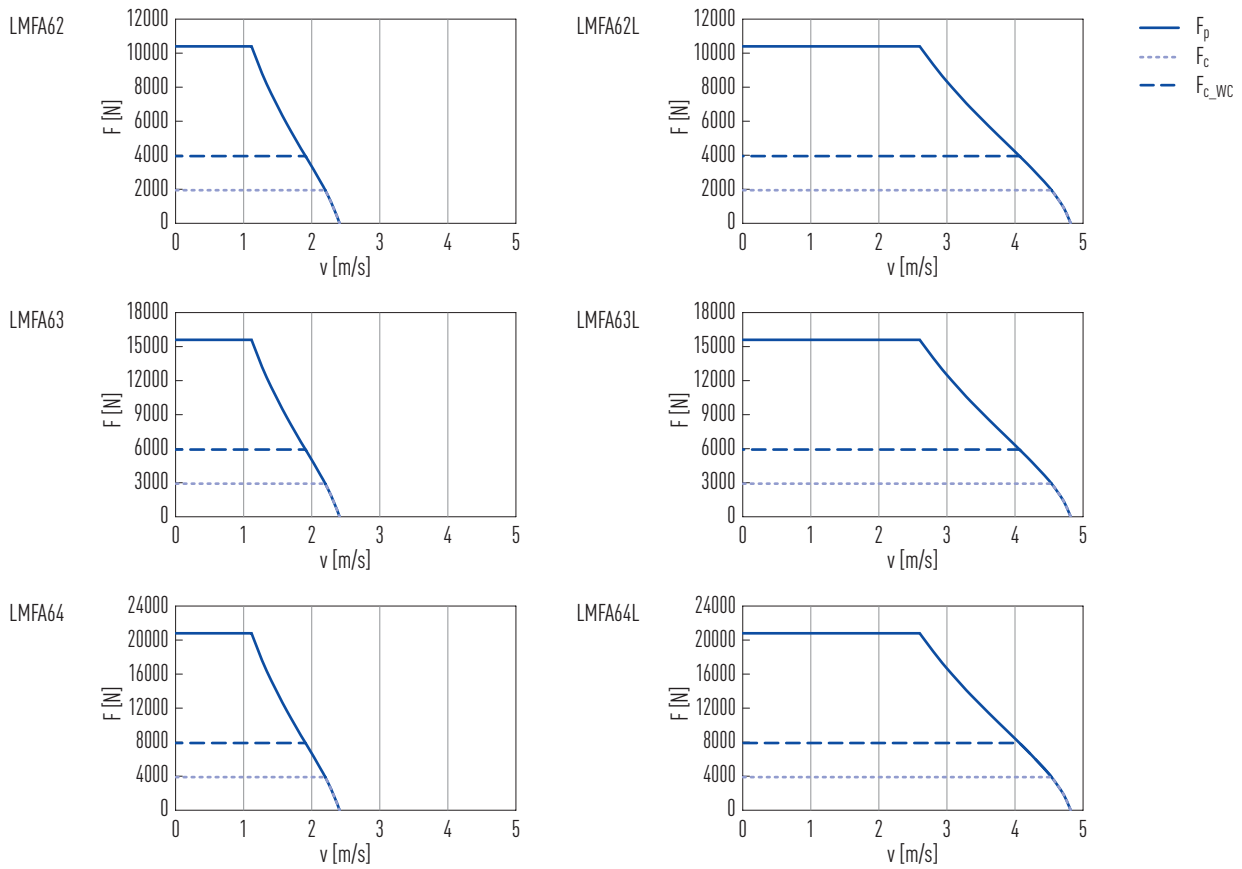 LMFA62
F [N]
12000
10000
8000
6000
4000
2000
0
0 1 2 3 4 5
v [m/s]
LMFA62L
F [N]
12000
10000
8000
6000
4000
2000
0
0 1 2 3 4 5
v [m/s]
Fp
Fc
Fc_WC
LMFA63
F [N]
18000
15000
12000
9000
6000
3000
0
0 1 2 3 4 5
v [m/s]
LMFA63L
F [N]
18000
15000
12000
9000
6000
3000
0
0 1 2 3 4 5
v [m/s]
LMFA64
F [N]
24000
20000
16000
12000
8000
4000
0
0 1 2 3 4 5
v [m/s]
LMFA64L
F [N]
24000
20000
16000
12000
8000
4000
0
0 1 2 3 4 5
v [m/s]